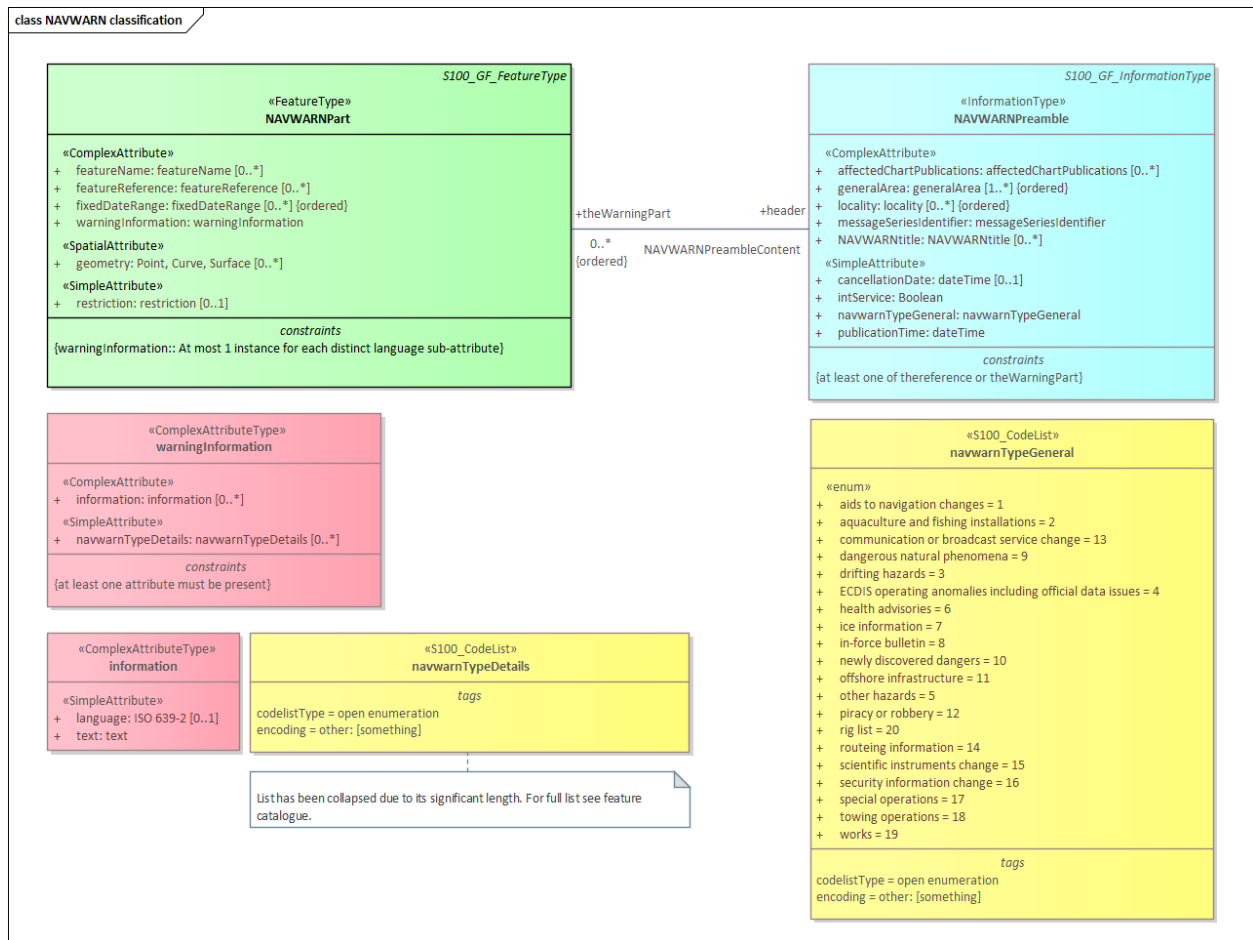 class NAVWARN classification
S100_GF_FeatureType
«FeatureType»
NAVWARNPart
«ComplexAttribute»
+ featureName: featureName [0..*]
+ featureReference: featureReference [0..*]
+ fixedDateRange: fixedDateRange [0..*] {ordered}
+ warningInformation: warningInformation
«SpatialAttribute»
+ geometry: Point, Curve, Surface [0..*]
«SimpleAttribute»
+ restriction: restriction [0..1]
constraints
{warningInformation:: At most 1 instance for each distinct language sub-attribute}
+theWarningPart
+header
0..*
{ordered}
NAVWARNPreambleContent
S100_GF_InformationType
«InformationType»
NAVWARNPreamble
«ComplexAttribute»
+ affectedChartPublications: affectedChartPublications [0..*]
+ generalArea: generalArea [1..*] {ordered}
+ locality: locality [0..*] {ordered}
+ messageSeriesIdentifier: messageSeriesIdentifier
+ NAVWARNtitle: NAVWARNtitle [0..*]
«SimpleAttribute»
+ cancellationDate: dateTime [0..1]
+ intService: Boolean
+ navwarnTypeGeneral: navwarnTypeGeneral
+ publicationTime: dateTime
constraints
{at least one of thereference or theWarningPart}
«ComplexAttributeType»
warningInformation
«ComplexAttribute»
+ information: information [0..*]
«SimpleAttribute»
+ navwarnTypeDetails: navwarnTypeDetails [0..*]
constraints
{at least one attribute must be present}
«ComplexAttributeType»
information
«SimpleAttribute»
+ language: ISO 639-2 [0..1]
+ text: text
«S100_CodeList»
navwarnTypeDetails
tags
codelistType = open enumeration
encoding = other: [something]
List has been collapsed due to its significant length. For full list see feature
catalogue.
«S100_CodeList»
navwarnTypeGeneral
«enum»
+ aids to navigation changes = 1
+ aquaculture and fishing installations = 2
+ communication or broadcast service change = 13
+ dangerous natural phenomena = 9
+ drifting hazards = 3
+ ECDIS operating anomalies including official data issues = 4
+ health advisories = 6
+ ice information = 7
+ in-force bulletin = 8
+ newly discovered dangers = 10
+ offshore infrastructure = 11
+ other hazards = 5
+ piracy or robbery = 12
+ rig list = 20
+ routeing information = 14
+ scientific instruments change = 15
+ security information change = 16
+ special operations = 17
+ towing operations = 18
+ works = 19
tags
codelistType = open enumeration
encoding = other: [something]